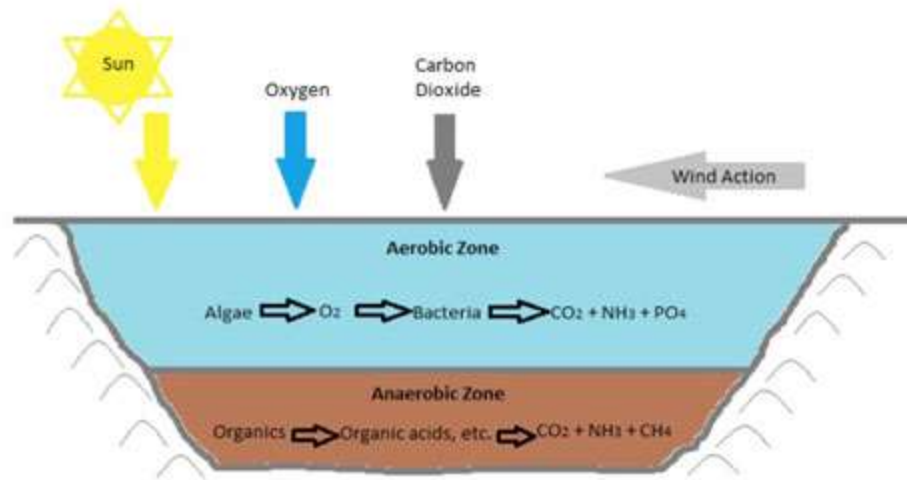 Sun
Oxygen
Carbon
Dioxide
Wind Action
Aerobic Zone
Algae O₂ Bacteria CO₂ + NH₃ + PO₄
Anaerobic Zone
Organics Organic acids, etc. CO₂ + NH₃ + CH₄